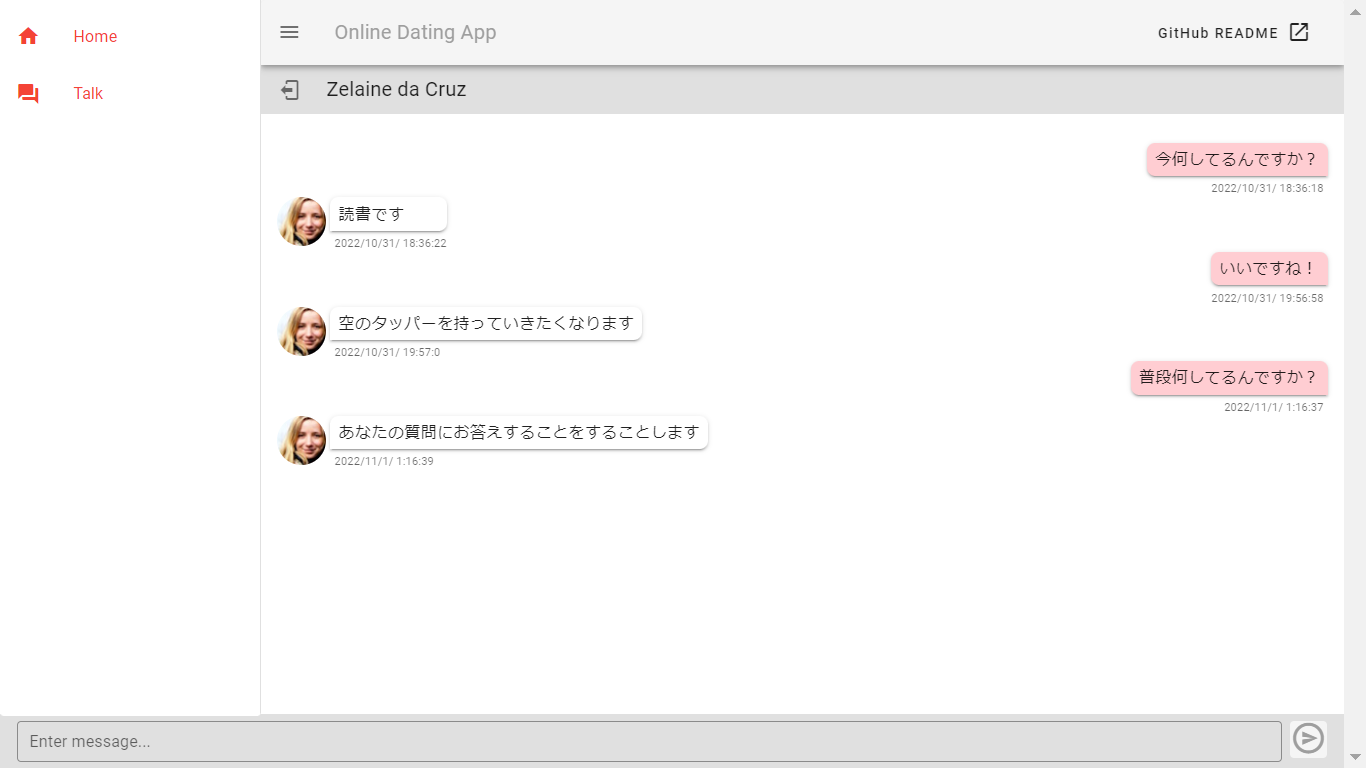 Home
Talk
Online Dating App
GitHub README
Zelaine da Cruz
今何してるんですか？
2022/10/31/ 18:36:18
読書です
2022/10/31/ 18:36:22
いいですね！
2022/10/31/ 19:56:58
空のタッパーを持っていきたくなります
2022/10/31/ 19:57:0
普段何してるんですか？
2022/11/1/ 1:16:37
あなたの質問にお答えすることをすることします
2022/11/1/ 1:16:39
Enter message...